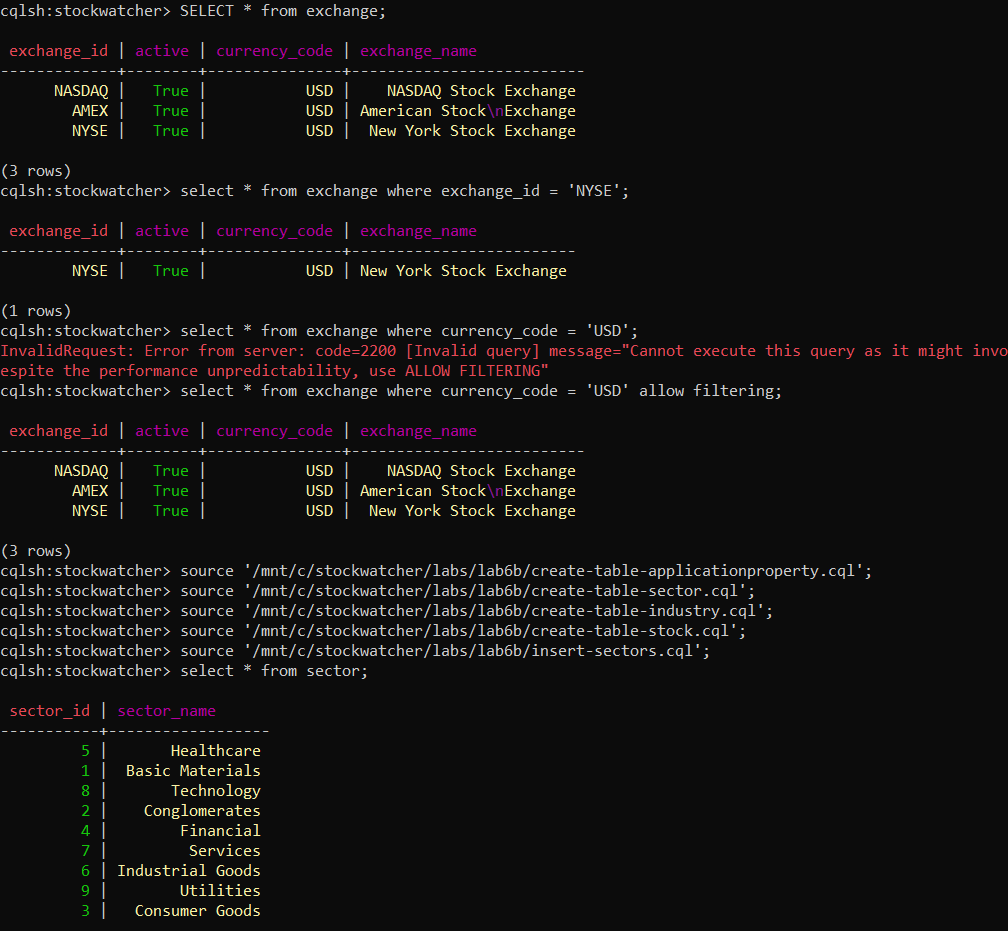 cqlsh:stockwatcher> SELECT * from exchange;
 exchange_id | active | currency_code | exchange_name
-------------+--------+---------------+--------------------------
      NASDAQ |   True |           USD |    NASDAQ Stock Exchange
        AMEX |   True |           USD | American Stock\nExchange
        NYSE |   True |           USD |  New York Stock Exchange
(3 rows)
cqlsh:stockwatcher> select * from exchange where exchange_id = 'NYSE';
 exchange_id | active | currency_code | exchange_name
-------------+--------+---------------+-------------------------
        NYSE |   True |           USD | New York Stock Exchange
(1 rows)
cqlsh:stockwatcher> select * from exchange where currency_code = 'USD';
InvalidRequest: Error from server: code=2200 [Invalid query] message="Cannot execute this query as it might invo
espite the performance unpredictability, use ALLOW FILTERING"
cqlsh:stockwatcher> select * from exchange where currency_code = 'USD' allow filtering;
 exchange_id | active | currency_code | exchange_name
-------------+--------+---------------+--------------------------
      NASDAQ |   True |           USD |    NASDAQ Stock Exchange
        AMEX |   True |           USD | American Stock\nExchange
        NYSE |   True |           USD |  New York Stock Exchange
(3 rows)
cqlsh:stockwatcher> source '/mnt/c/stockwatcher/labs/lab6b/create-table-applicationproperty.cql';
cqlsh:stockwatcher> source '/mnt/c/stockwatcher/labs/lab6b/create-table-sector.cql';
cqlsh:stockwatcher> source '/mnt/c/stockwatcher/labs/lab6b/create-table-industry.cql';
cqlsh:stockwatcher> source '/mnt/c/stockwatcher/labs/lab6b/create-table-stock.cql';
cqlsh:stockwatcher> source '/mnt/c/stockwatcher/labs/lab6b/insert-sectors.cql';
cqlsh:stockwatcher> select * from sector;
 sector_id | sector_name
-----------+------------------
         5 |       Healthcare
         1 |  Basic Materials
         8 |       Technology
         2 |    Conglomerates
         4 |        Financial
         7 |         Services
         6 | Industrial Goods
         9 |        Utilities
         3 |   Consumer Goods